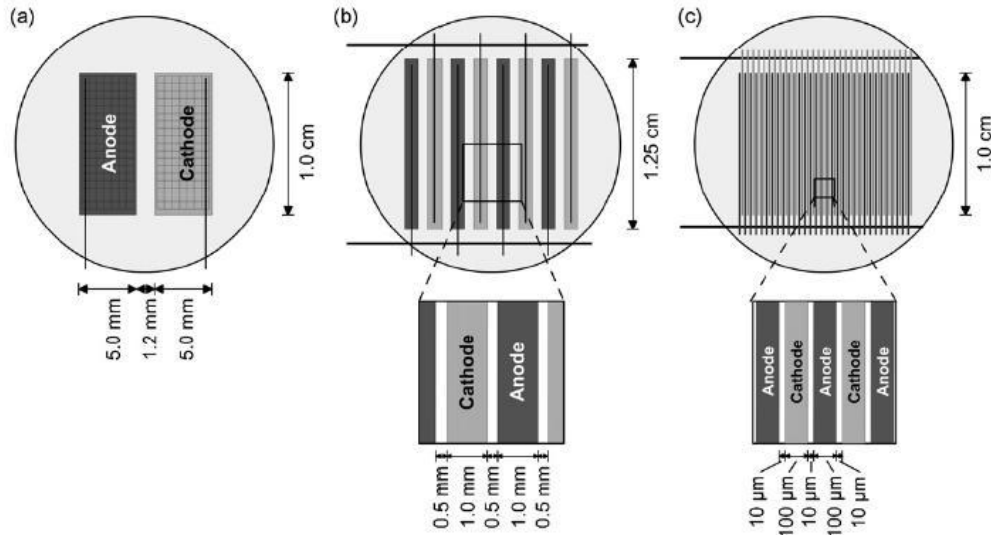 (a)
Anode
Cathode
1.0 cm
5.0 mm
1.2 mm
5.0 mm
(b)
1.25 cm
Cathode
Anode
0.5 mm
1.0 mm
0.5 mm
1.0 mm
0.5 mm
(c)
1.0 cm
Anode
Cathode
Anode
Cathode
Anode
10 µm
100 µm
10 µm
100 µm
10 µm